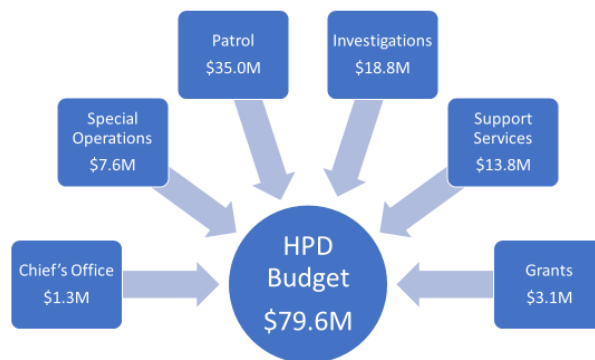 Patrol
$35.0M
Investigations
$18.8M
Special
Operations
$7.6M
Support
Services
$13.8M
Chief's Office
$1.3M
HPD
Budget
$79.6M
Grants
$3.1M